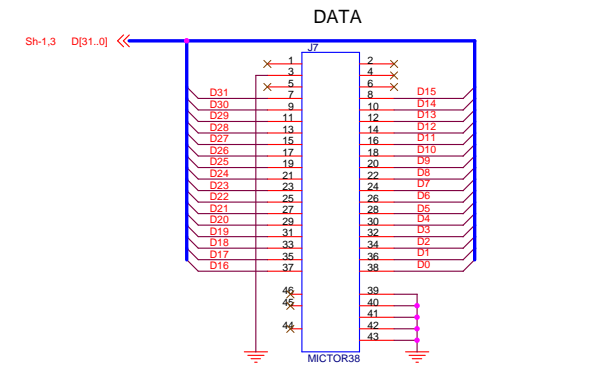 DATA
Sh-1,3 D[31..0]
J7
1 2
3 4
5 6
D31 7 8 D15
D30 9 10 D14
D29 11 12 D13
D28 13 14 D12
D27 15 16 D11
D26 17 18 D10
D25 19 20 D9
D24 21 22 D8
D23 23 24 D7
D22 25 26 D6
D21 27 28 D5
D20 29 30 D4
D19 31 32 D3
D18 33 34 D2
D17 35 36 D1
D16 37 38 D0
46 39
45 40
41
44 42
43
MICTOR38